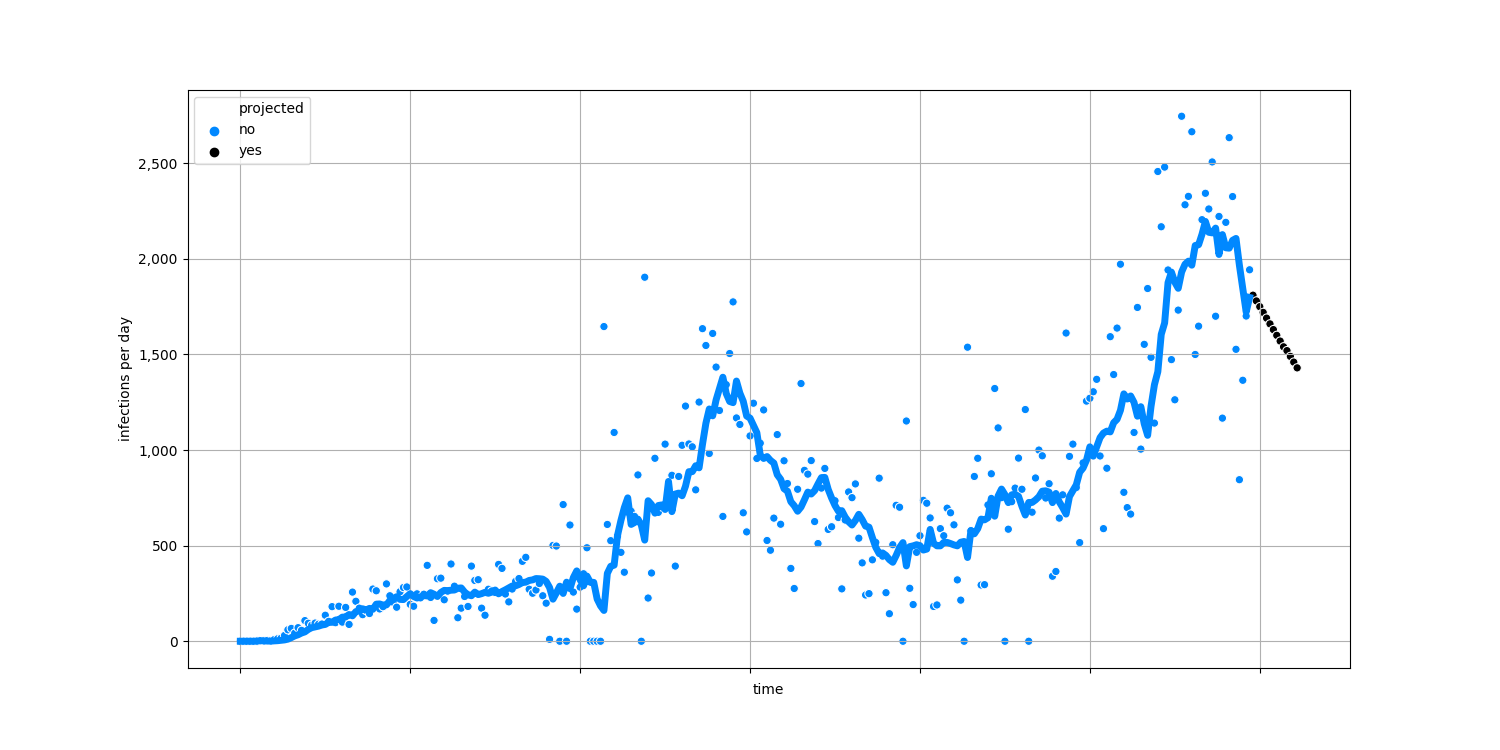 projected
no
yes
2,500
2,000
1,500
1,000
500
0
infections per day
time